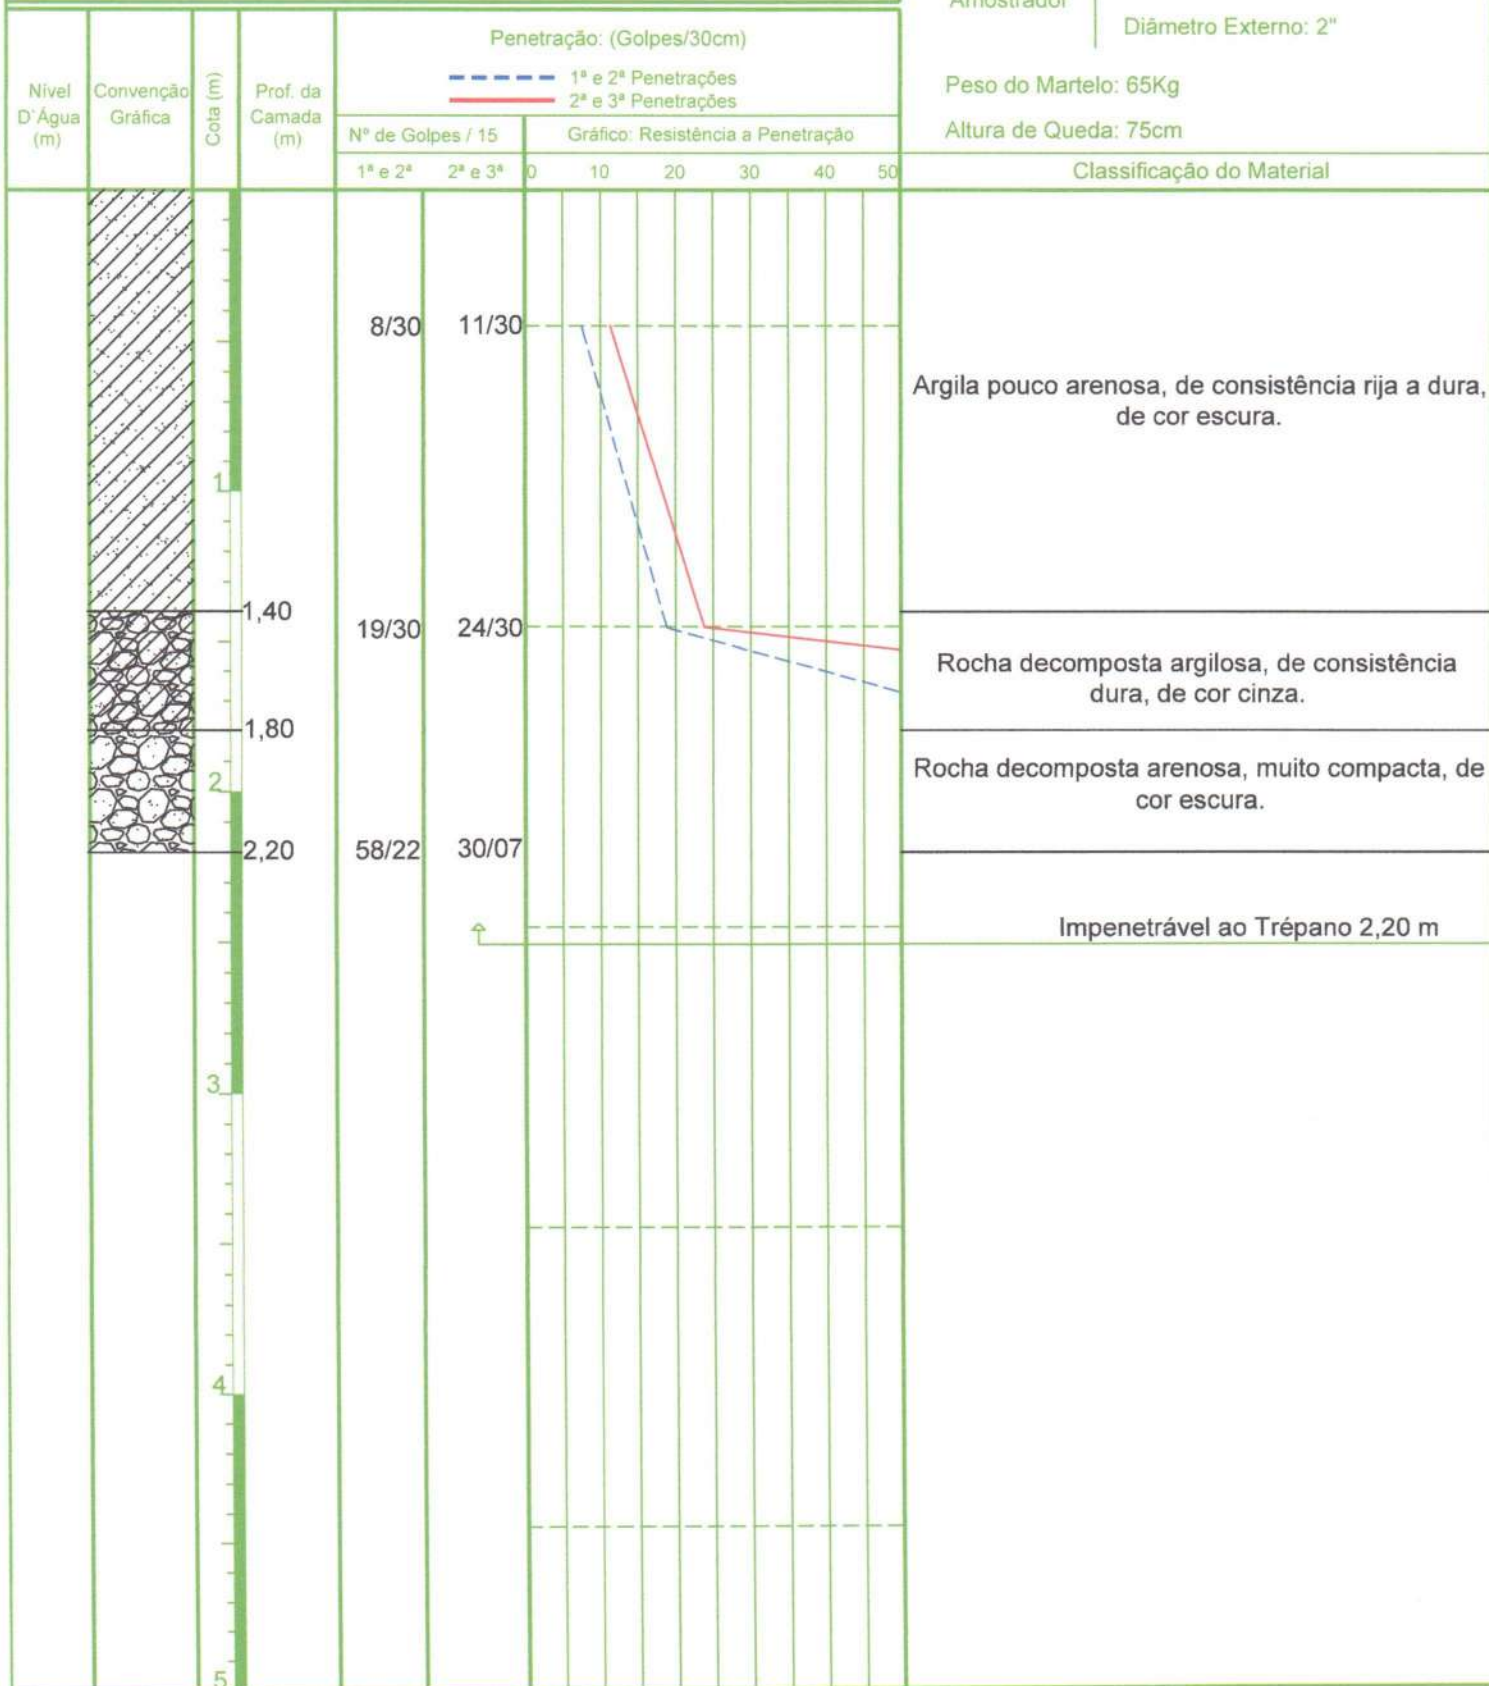 Amostrador
Diâmetro Externo: 2"
Penetração: (Golpes/30cm)
1ª e 2ª Penetrações
2ª e 3ª Penetrações
Peso do Martelo: 65Kg
Altura de Queda: 75cm
Nível
D`Água
(m)
Convenção
Gráfica
Cota (m)
Prof. da
Camada
(m)
Nº de Golpes / 15
Gráfico: Resistência a Penetração
1ª e 2ª
2ª e 3ª
0 10 20 30 40 50
Classificação do Material
8/30 11/30
Argila pouco arenosa, de consistência rija a dura,
de cor escura.
1
1,40
19/30 24/30
Rocha decomposta argilosa, de consistência
dura, de cor cinza.
1,80
Rocha decomposta arenosa, muito compacta, de
cor escura.
2
2,20
58/22 30/07
Impenetrável ao Trépano 2,20 m
3
4
5